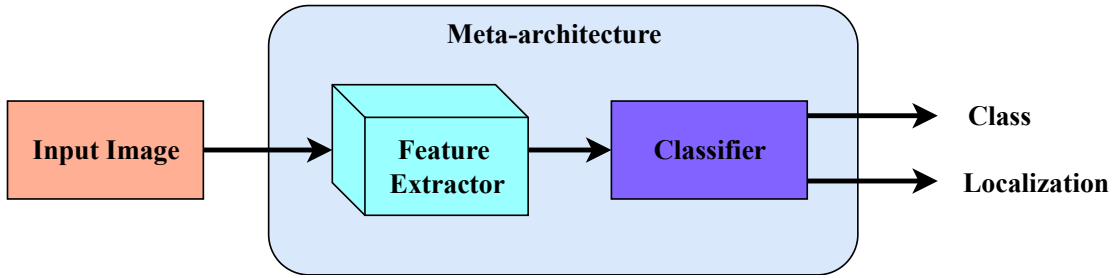 Meta-architecture
Input Image
Feature
Extractor
Classifier
Class
Localization